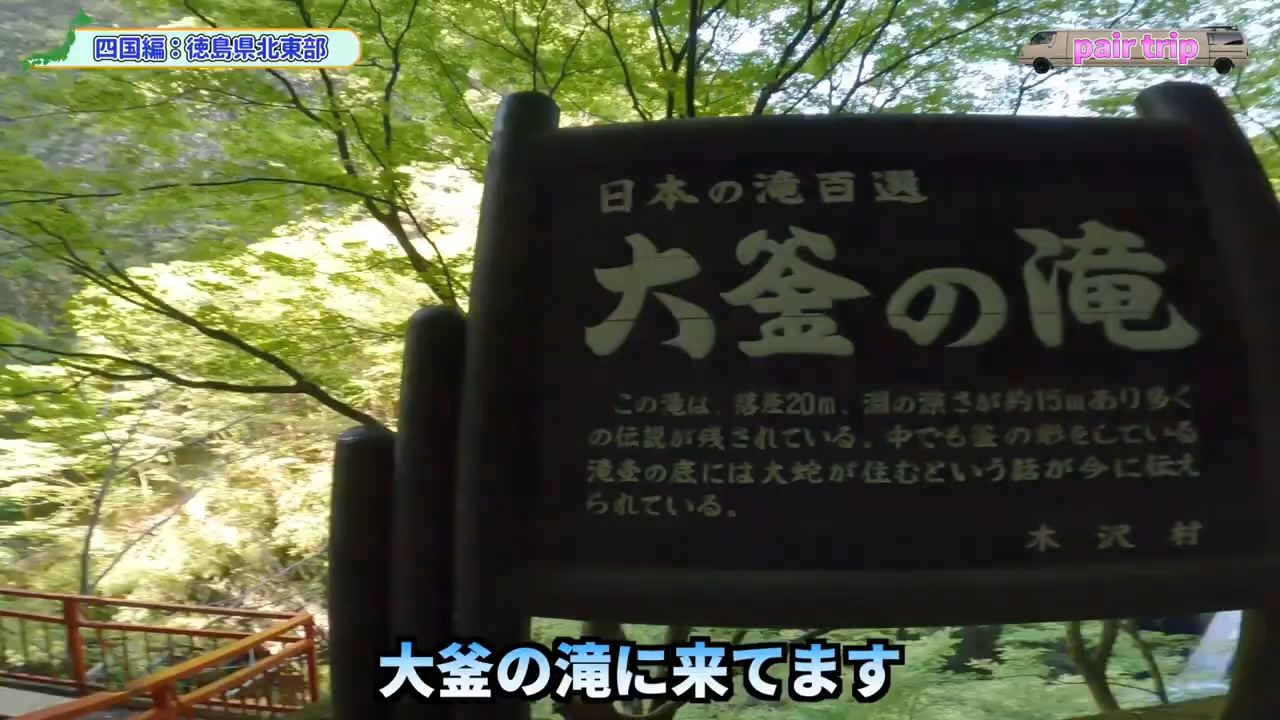 四国編：徳島県北東部
pair trip
日本の滝百選
大釜の滝
この滝は、落差20m、淵の深さが約15mあり多く
の伝説が残されている。中でも釜の形をしている
滝壺の底には大蛇が住むという話が今に伝え
られている。
木沢村
大釜の滝に来てます